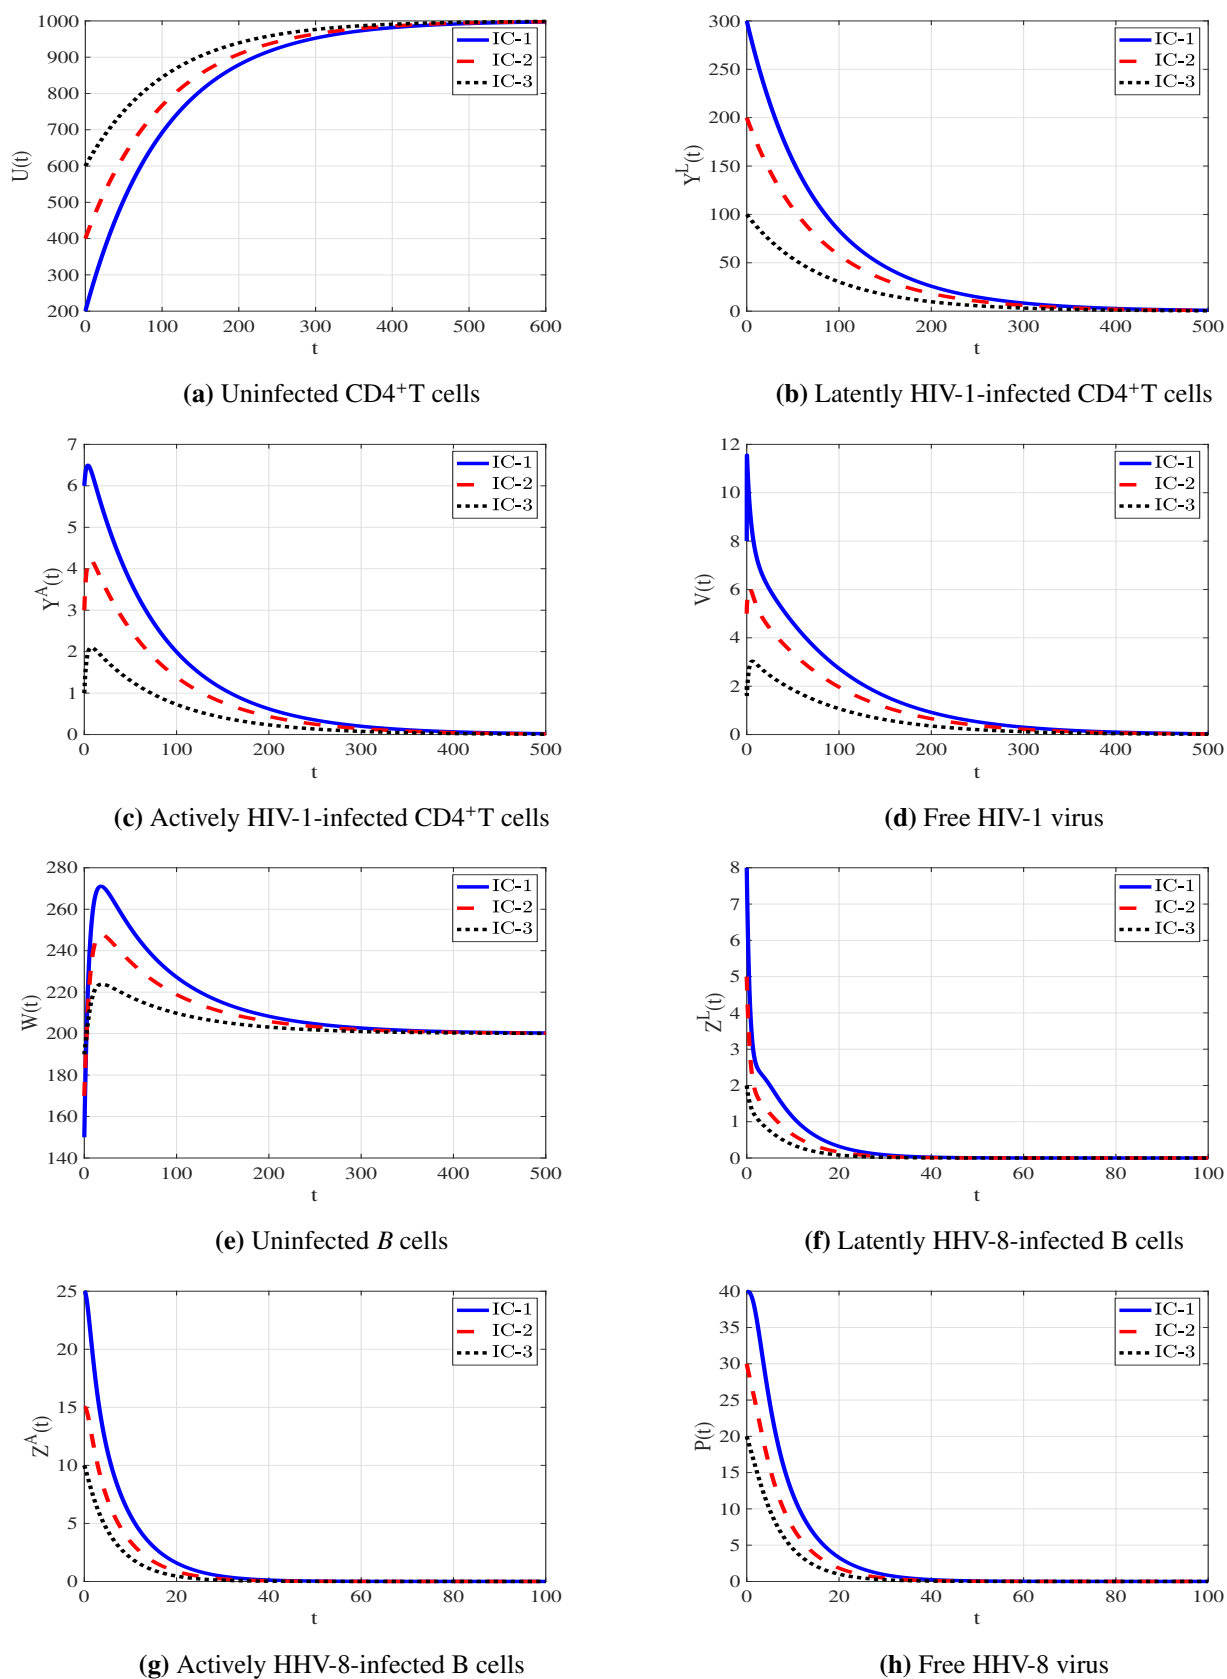 1000
900
800
700
600
500
400
300
200
U(t)
0 100 200 300 400 500 600
t
IC-1
IC-2
IC-3
(a) Uninfected CD4⁺T cells
300
250
200
150
100
50
0
Y^L(t)
0 100 200 300 400 500
t
IC-1
IC-2
IC-3
(b) Latently HIV-1-infected CD4⁺T cells
7
6
5
4
3
2
1
0
Y^A(t)
0 100 200 300 400 500
t
IC-1
IC-2
IC-3
(c) Actively HIV-1-infected CD4⁺T cells
12
10
8
6
4
2
0
V(t)
0 100 200 300 400 500
t
IC-1
IC-2
IC-3
(d) Free HIV-1 virus
280
260
240
220
200
180
160
140
W(t)
0 100 200 300 400 500
t
IC-1
IC-2
IC-3
(e) Uninfected B cells
8
7
6
5
4
3
2
1
0
Z^L(t)
0 20 40 60 80 100
t
IC-1
IC-2
IC-3
(f) Latently HHV-8-infected B cells
25
20
15
10
5
0
Z^A(t)
0 20 40 60 80 100
t
IC-1
IC-2
IC-3
(g) Actively HHV-8-infected B cells
40
35
30
25
20
15
10
5
0
P(t)
0 20 40 60 80 100
t
IC-1
IC-2
IC-3
(h) Free HHV-8 virus